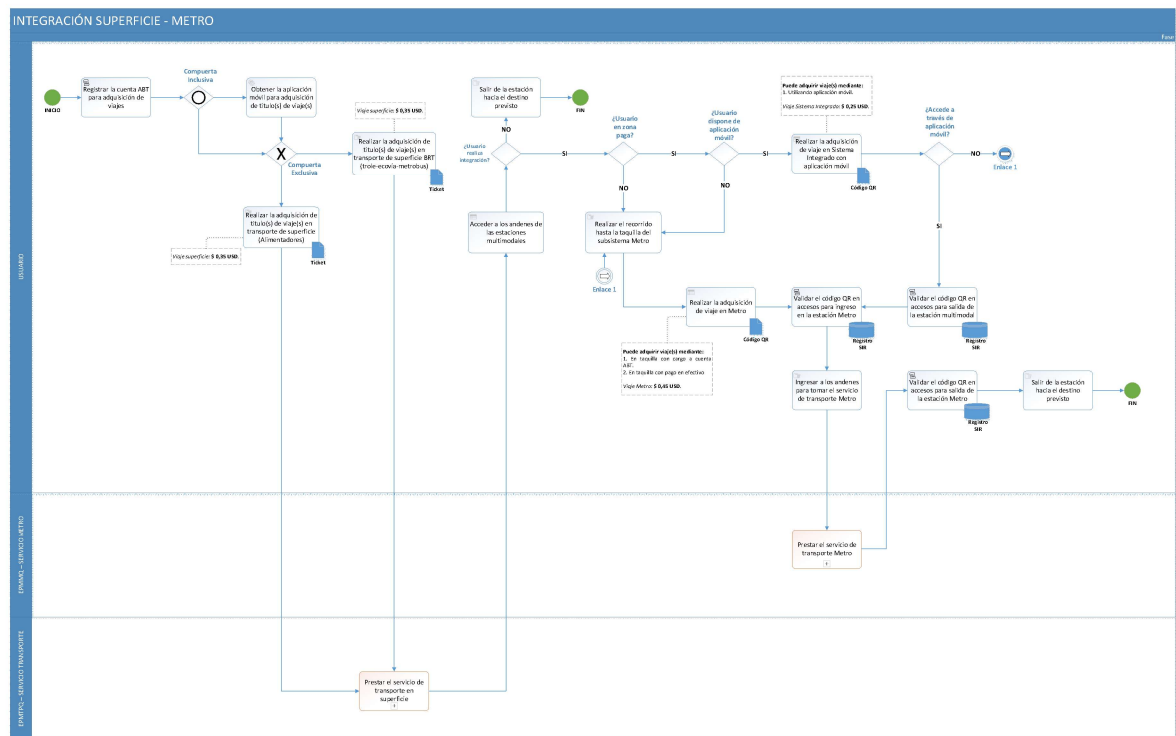 INTEGRACIÓN SUPERFICIE - METRO
Fase
USUARIO
INICIO
Registrar la cuenta ABT
para adquisición de
viajes
Compuerta
Inclusiva
Obtener la aplicación
móvil para adquisición
de título(s) de viaje(s)
X
Compuerta
Exclusiva
Viaje superficie: $ 0,35 USD.
Realizar la adquisición de
título(s) de viaje(s) en
transporte de superficie BRT
(trole-ecovía-metrobus)
Ticket
Realizar la adquisición de
título(s) de viaje(s) en
transporte de superficie
(Alimentadores)
Viaje superficie: $ 0,35 USD.
Ticket
Salir de la estación
hacia el destino
previsto
FIN
NO
¿Usuario
realiza
integración?
SI
Acceder a los andenes de
las estaciones
multimodales
¿Usuario
en zona
paga?
SI
NO
¿Usuario
dispone de
aplicación
móvil?
SI
NO
Realizar el recorrido
hasta la taquilla del
subsistema Metro
Enlace 1
Puede adquirir viaje(s) mediante:
1. Utilizando aplicación móvil.
Viaje Sistema Integrado: $ 0,25 USD.
Realizar la adquisición
de viaje en Sistema
Integrado con
aplicación móvil
Código QR
¿Accede a
través de
aplicación
móvil?
NO
Enlace 1
SI
Realizar la adquisición
de viaje en Metro
Código QR
Puede adquirir viaje(s) mediante:
1. En taquilla con cargo a cuenta
ABT.
2. En taquilla con pago en efectivo
Viaje Metro: $ 0,45 USD.
Validar el código QR en
accesos para ingreso
en la estación Metro
Registro
SIR
Validar el código QR en
accesos para salida de
la estación multimodal
Registro
SIR
Ingresar a los andenes
para tomar el servicio
de transporte Metro
Validar el código QR en
accesos para salida de
la estación Metro
Registro
SIR
Salir de la estación
hacia el destino
previsto
FIN
EPMMQ – SERVICIO METRO
Prestar el servicio de
transporte Metro
EPMTPQ – SERVICIO TRANSPORTE
Prestar el servicio de
transporte en
superficie